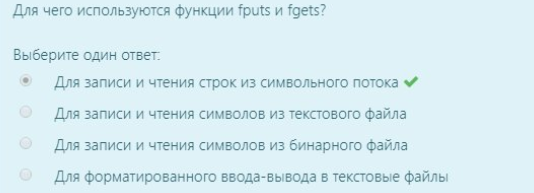 Для чего используются функции fputs и fgets?
Выберите один ответ:
Для записи и чтения строк из символьного потока
Для записи и чтения символов из текстового файла
Для записи и чтения символов из бинарного файла
Для форматированного ввода-вывода в текстовые файлы